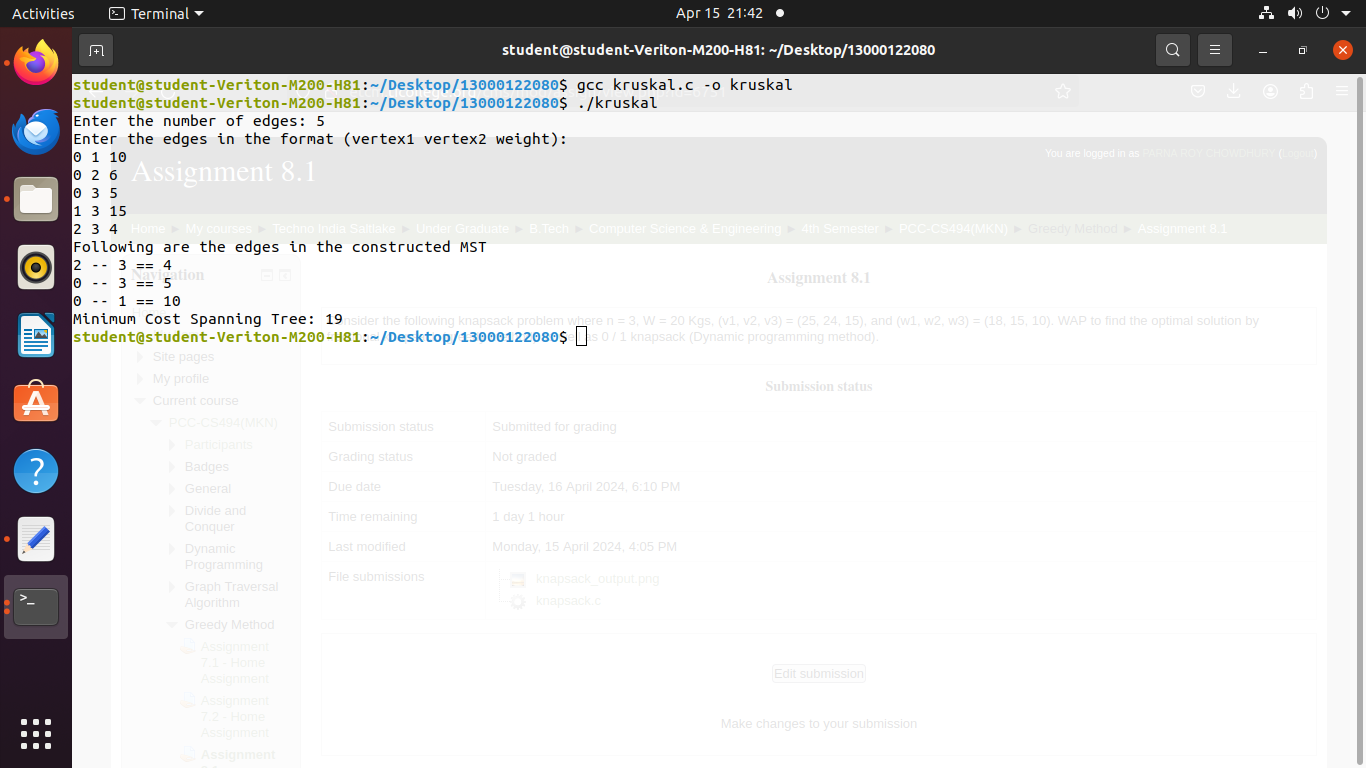 Activities
Terminal
Apr 15 21:42
student@student-Veriton-M200-H81: ~/Desktop/13000122080
student@student-Veriton-M200-H81:~/Desktop/13000122080$ gcc kruskal.c -o kruskal
student@student-Veriton-M200-H81:~/Desktop/13000122080$ ./kruskal
Enter the number of edges: 5
Enter the edges in the format (vertex1 vertex2 weight):
0 1 10
0 2 6
0 3 5
1 3 15
2 3 4
Following are the edges in the constructed MST
2 -- 3 == 4
0 -- 3 == 5
0 -- 1 == 10
Minimum Cost Spanning Tree: 19
student@student-Veriton-M200-H81:~/Desktop/13000122080$
You are logged in as
Assignment 8.1
Home ► My courses ► Techno India Saltlake ► Under Graduate ► B Tech ► Computer Science & Engineering ► 4th Semester ► PCC-CS494(MKN) ► Greedy Method ► Assignment 8.1
Navigation
Site pages
My profile
Current course
PCC-CS494(MKN)
Participants
Badges
General
Divide and
Conquer
Dynamic
Programming
Graph Traversal
Algorithm
Greedy Method
Assignment
7.1 - Home
Assignment
Assignment
7.2 - Home
Assignment
Assignment
Assignment 8.1
the following knapsack problem where n = 3, W = 20 Kgs, (v1, v2, v3) = (25, 24, 15), and (w1, w2, w3) = (18, 15, 10). WAP to find the optimal solution by
as 0 / 1 knapsack (Dynamic programming method).
Submission status
Submission status Submitted for grading
Grading status Not graded
Due date Tuesday, 16 April 2024, 6:10 PM
Time remaining 1 day 1 hour
Last modified Monday, 15 April 2024, 4:05 PM
File submissions knapsack_output.png
knapsack.c
Edit submission
Make changes to your submission